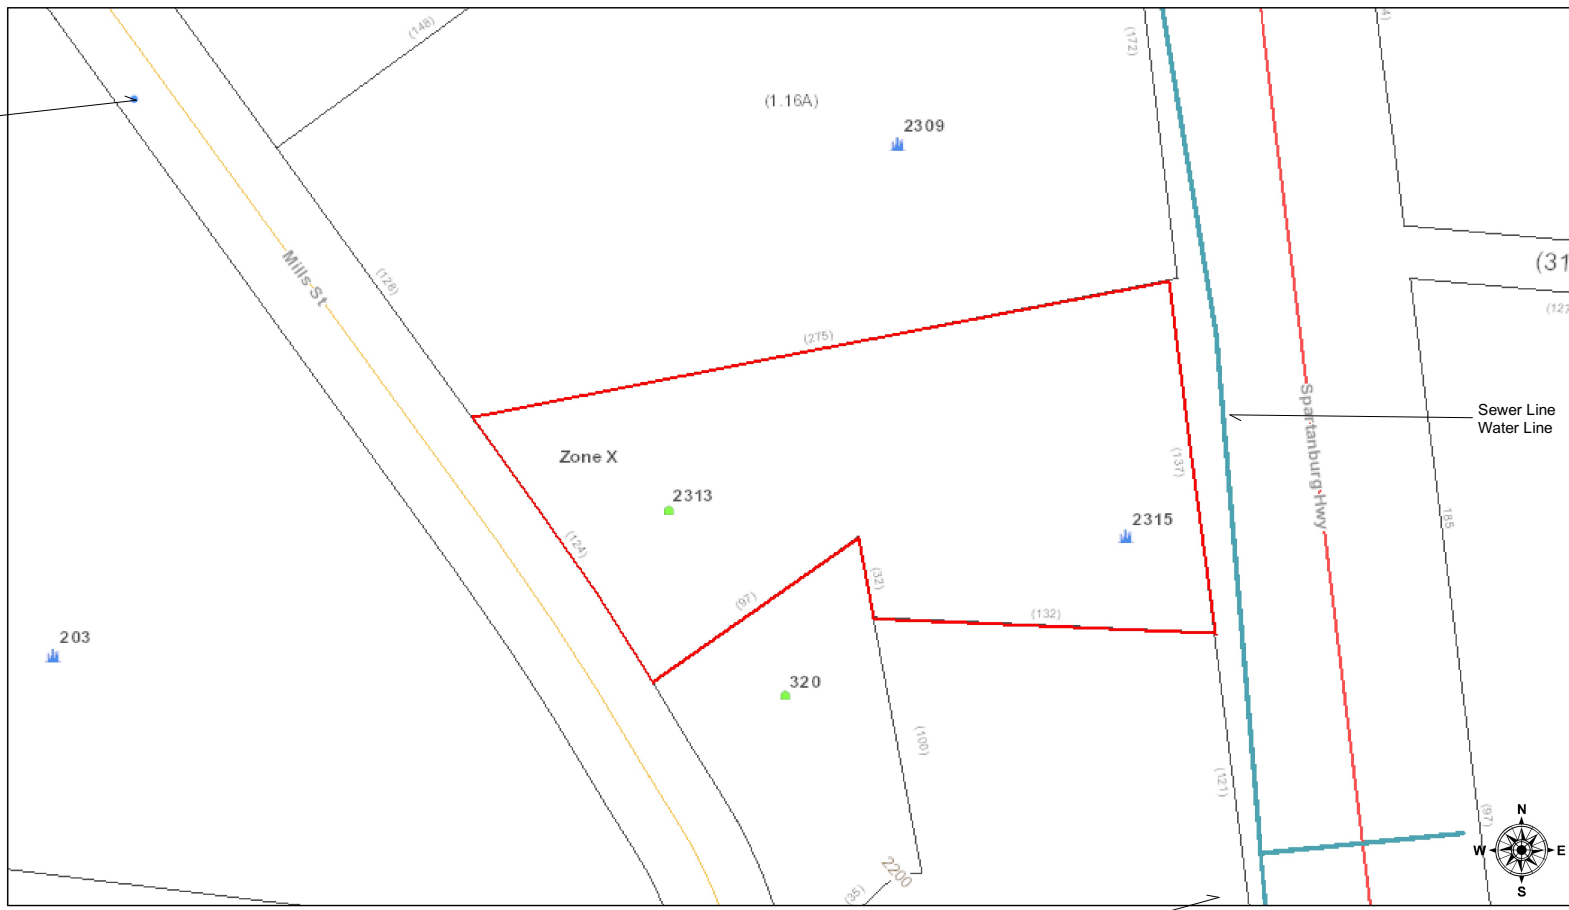 (148)
(172)
(1.16A)
2309
Mills St
(128)
(31
(127
(275)
Sewer Line
Water Line
Spartanburg Hwy
Zone X
(137)
2313
2315
185
(124)
(32)
(97)
(132)
203
320
(100)
(121)
(97)
N
W
E
S
2200
(35)